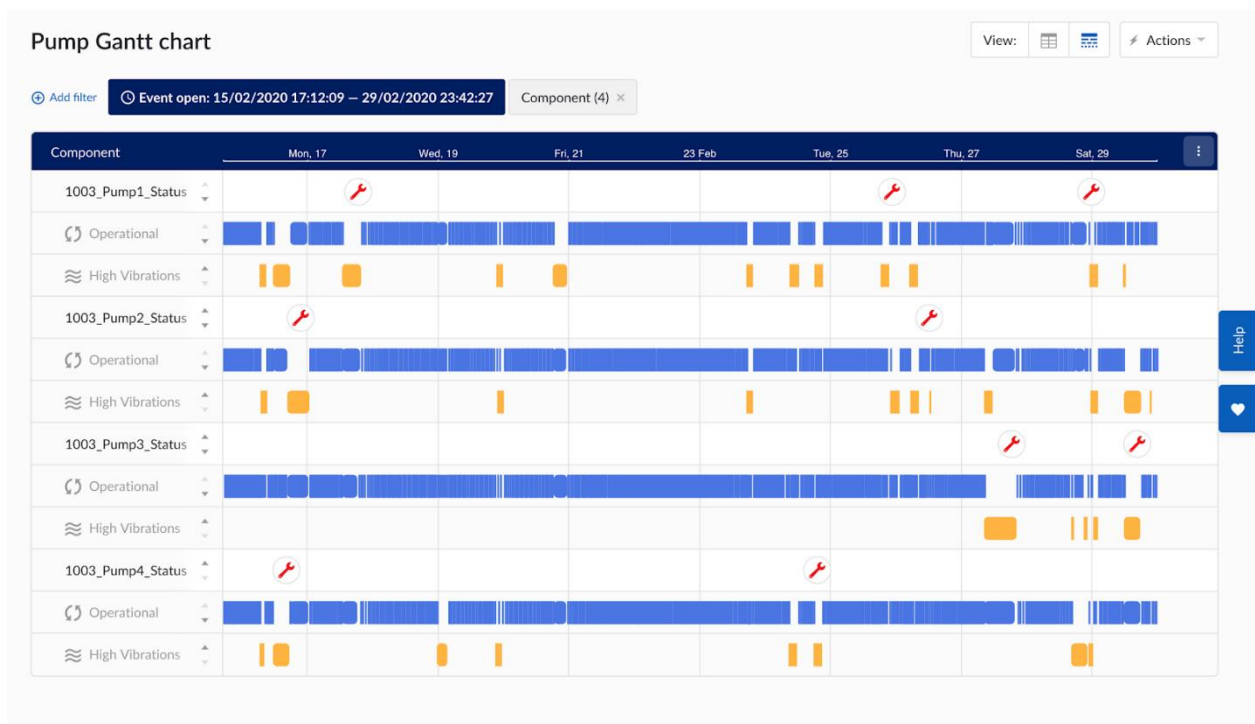 Pump Gantt chart
View:
Actions
Add filter
Event open: 15/02/2020 17:12:09 — 29/02/2020 23:42:27
Component (4) ×
Component Mon, 17 Wed, 19 Fri, 21 23 Feb Tue, 25 Thu, 27 Sat, 29
1003_Pump1_Status
Operational
High Vibrations
1003_Pump2_Status
Operational
High Vibrations
1003_Pump3_Status
Operational
High Vibrations
1003_Pump4_Status
Operational
High Vibrations
Help